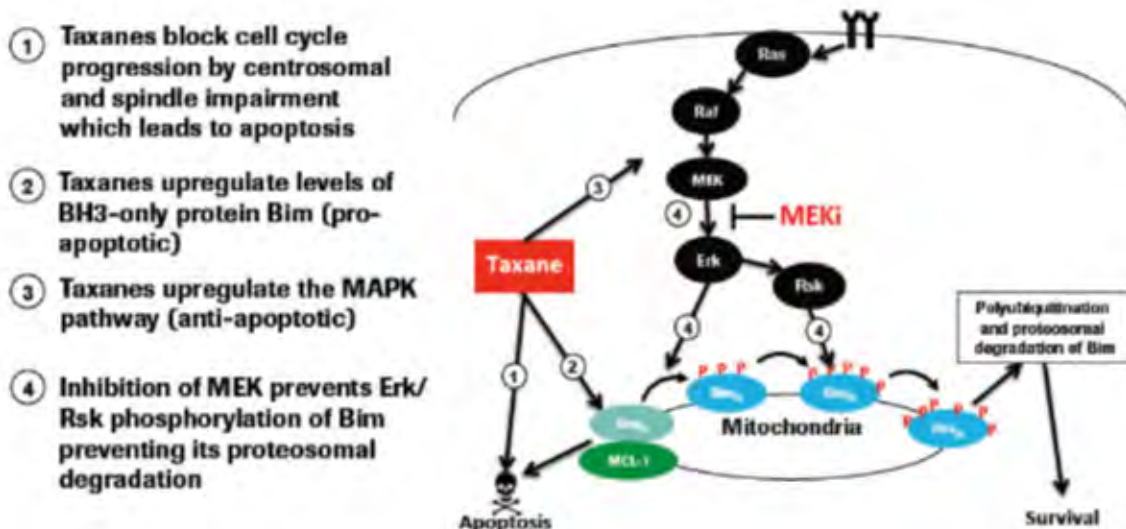 1 Taxanes block cell cycle
progression by centrosomal
and spindle impairment
which leads to apoptosis
2 Taxanes upregulate levels of
BH3-only protein Bim (pro-
apoptotic)
3 Taxanes upregulate the MAPK
pathway (anti-apoptotic)
4 Inhibition of MEK prevents Erk/
Rsk phosphorylation of Bim
preventing its proteosomal
degradation
Ras
Raf
MEK
3
4
MEKi
Taxane
Erk
Rsk
4
4
1
2
Polyubiquitination
and proteosomal
degradation of Bim
P P P
P P P P P
P P P P P
Mitochondria
MCL-1
Apoptosis
Survival